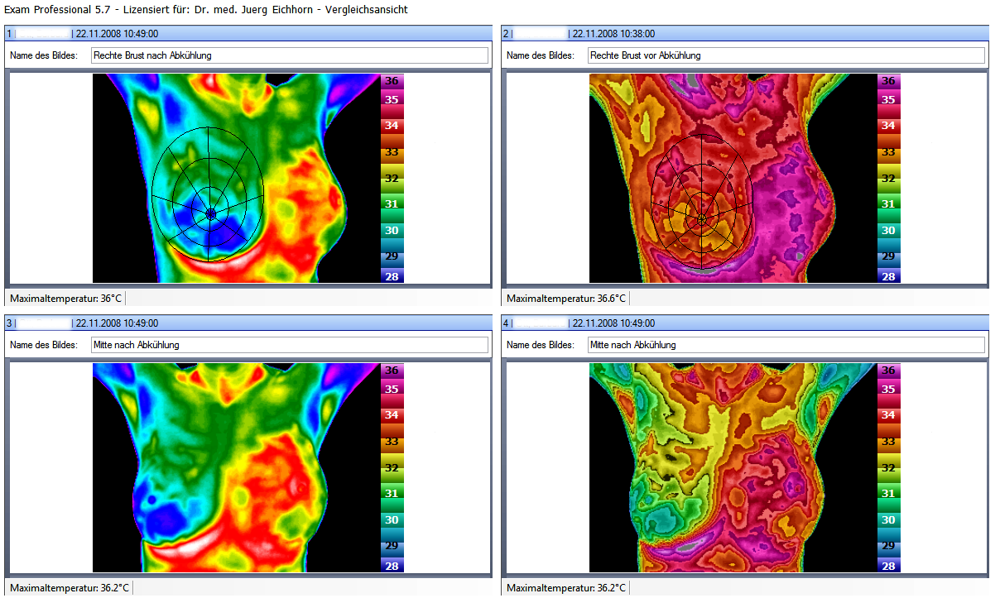 Exam Professional 5.7 - Lizensiert für: Dr. med. Juerg Eichhorn - Vergleichsansicht
1 | | 22.11.2008 10:49:00
Name des Bildes: Rechte Brust nach Abkühlung
36
35
34
33
32
31
30
29
28
Maximaltemperatur: 36°C
2 | | 22.11.2008 10:38:00
Name des Bildes: Rechte Brust vor Abkühlung
36
35
34
33
32
31
30
29
28
Maximaltemperatur: 36.6°C
3 | | 22.11.2008 10:49:00
Name des Bildes: Mitte nach Abkühlung
36
35
34
33
32
31
30
29
28
Maximaltemperatur: 36.2°C
4 | | 22.11.2008 10:49:00
Name des Bildes: Mitte nach Abkühlung
36
35
34
33
32
31
30
29
28
Maximaltemperatur: 36.2°C